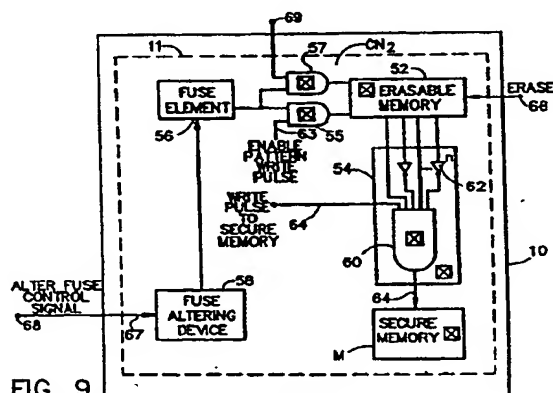 69
11
57
CN2
52
FUSE
ELEMENT
56
ERASABLE
MEMORY
ERASE
68
63
55
ENABLE
PATTERN
WRITE
PULSE
54
n
62
WRITE PULSE
TO
SECURE MEMORY
64
60
10
ALTER FUSE
CONTROL
SIGNAL
68
67
58
FUSE
ALTERING
DEVICE
64
SECURE
MEMORY
M
FIG. 9